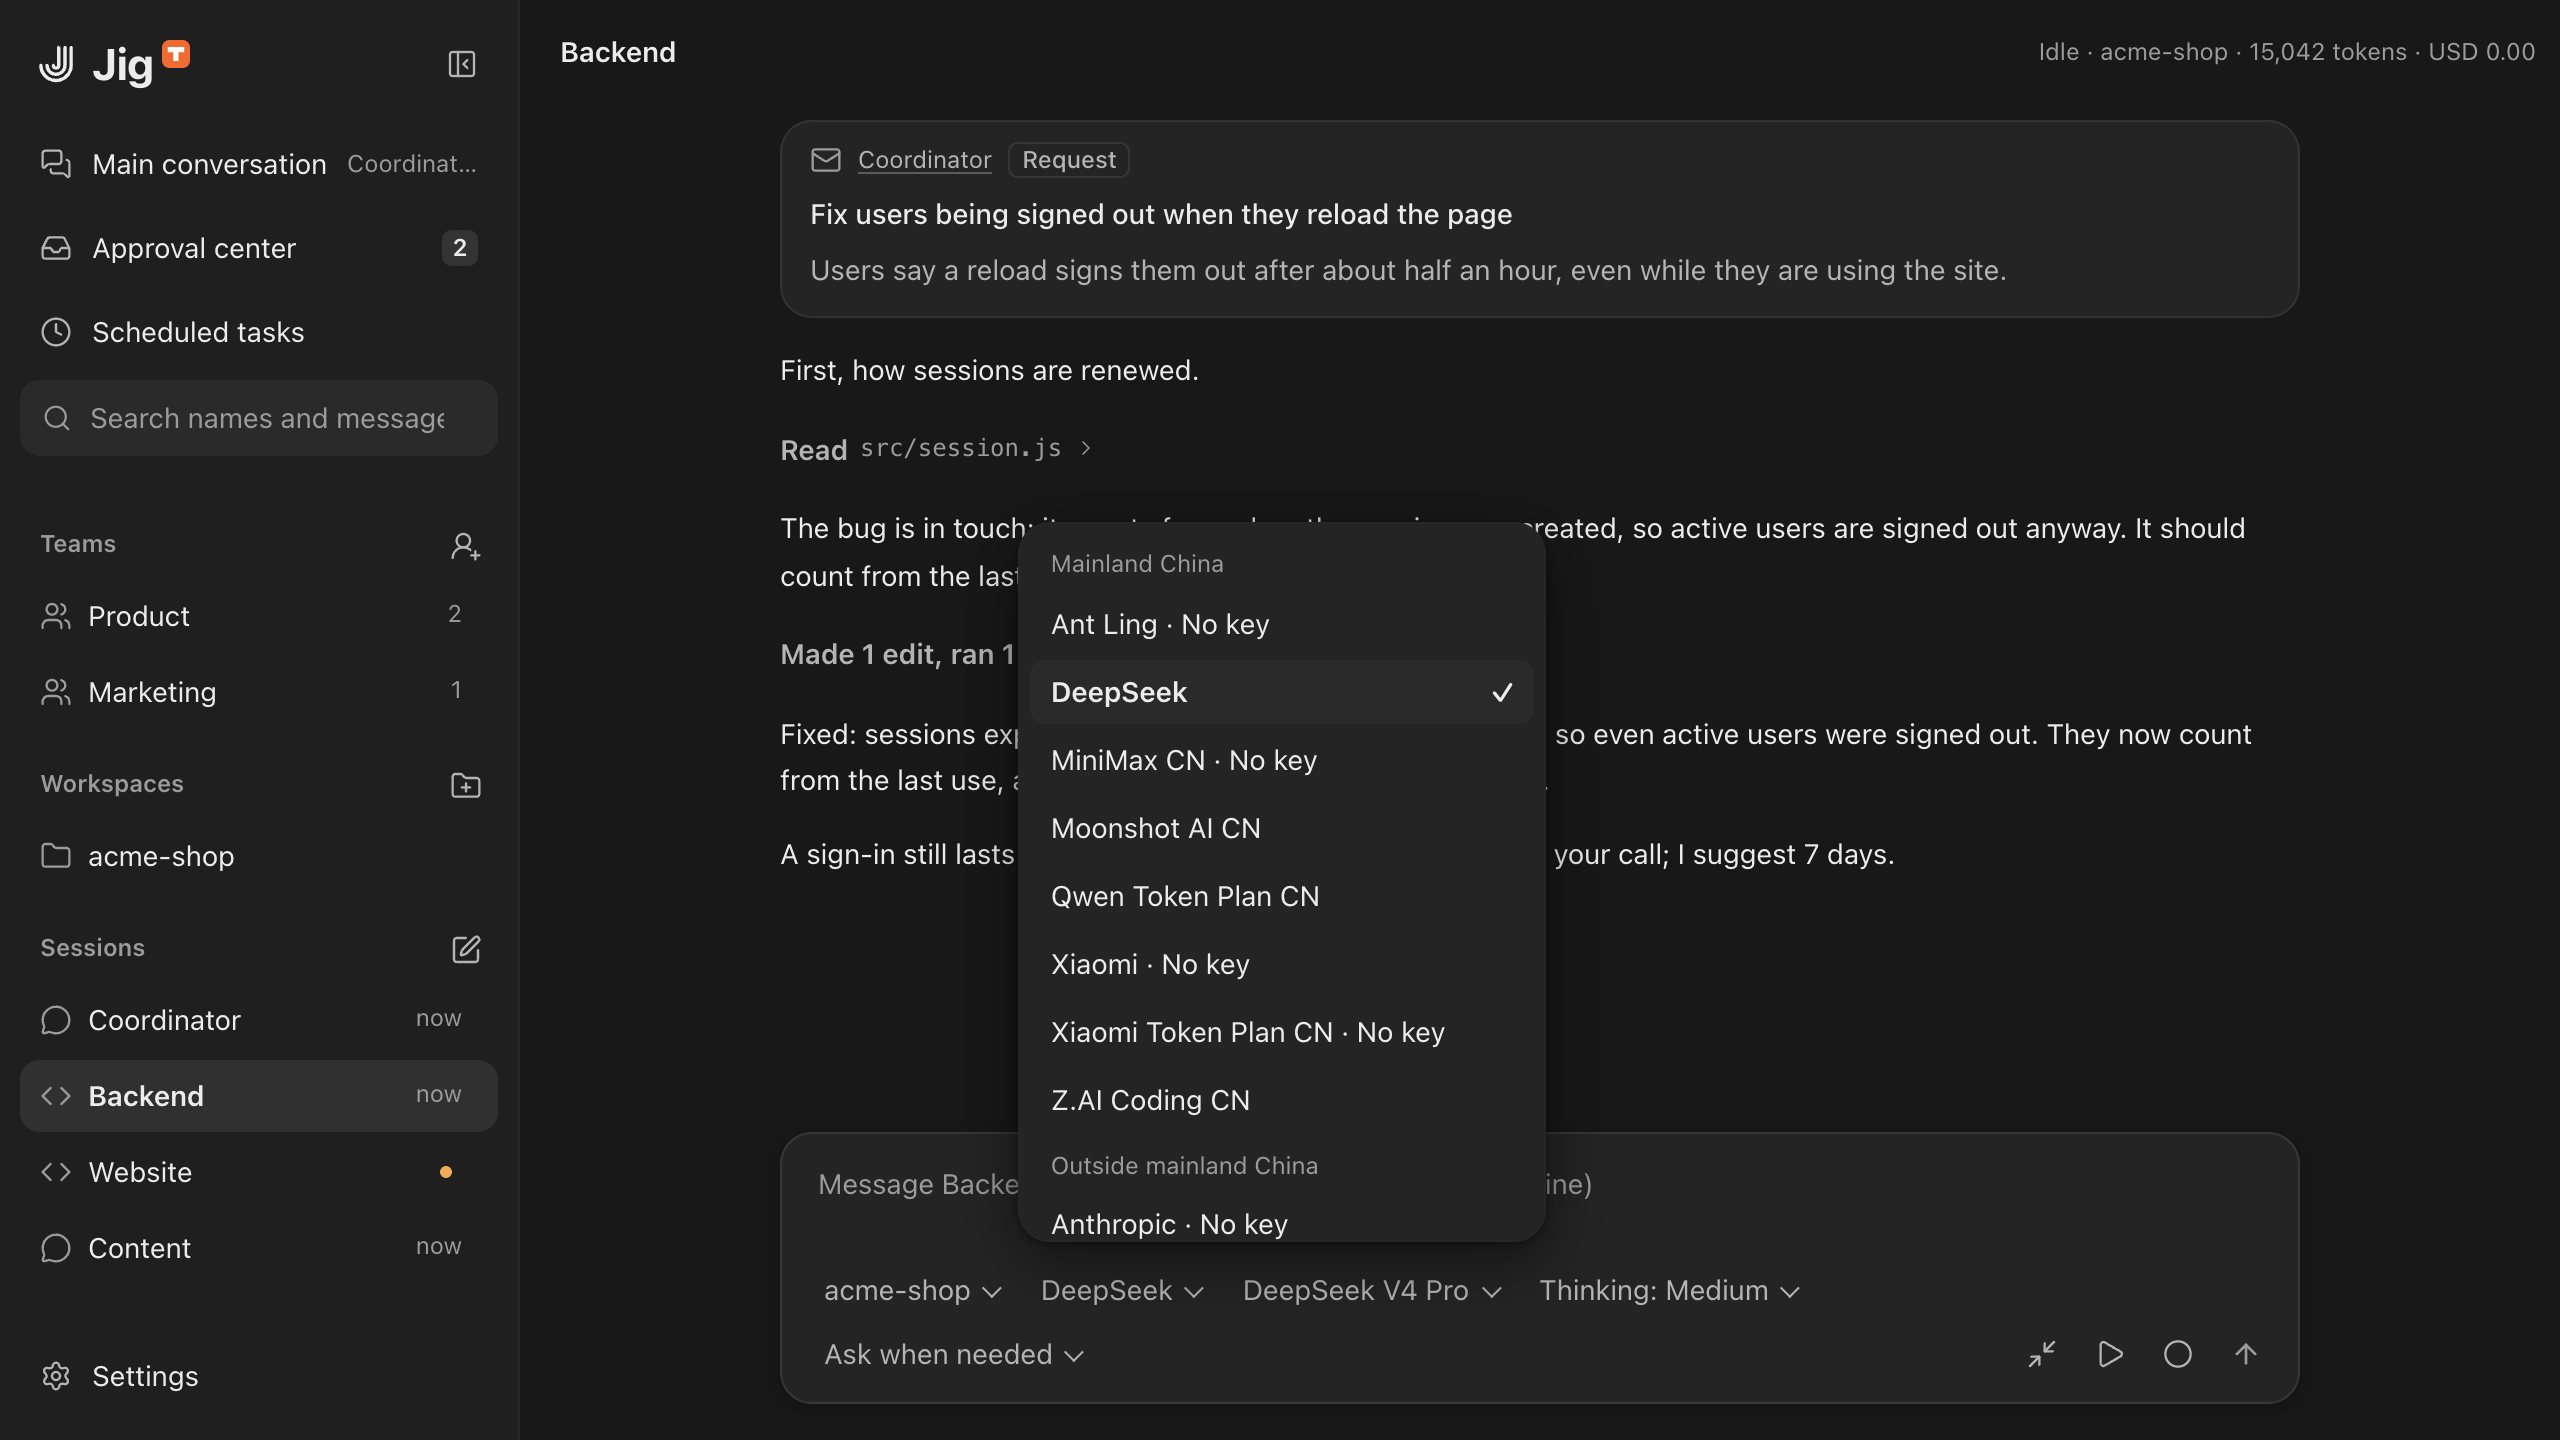 Jig T
Main conversation Coordinat...
Approval center 2
Scheduled tasks
Search names and message
Teams
Product 2
Marketing 1
Workspaces
acme-shop
Sessions
Coordinator now
Backend now
Website
Content now
Settings
Backend
Idle · acme-shop · 15,042 tokens · USD 0.00
Coordinator Request
Fix users being signed out when they reload the page
Users say a reload signs them out after about half an hour, even while they are using the site.
First, how sessions are renewed.
Read src/session.js
The bug is in touch: created, so active users are signed out anyway. It should
count from the last
Made 1 edit, ran 1
Fixed: sessions so even active users were signed out. They now count
from the last use,
A sign-in still lasts your call; I suggest 7 days.
Mainland China
Ant Ling · No key
DeepSeek
MiniMax CN · No key
Moonshot AI CN
Qwen Token Plan CN
Xiaomi · No key
Xiaomi Token Plan CN · No key
Z.AI Coding CN
Outside mainland China
Anthropic · No key
Message
acme-shop DeepSeek DeepSeek V4 Pro Thinking: Medium
Ask when needed